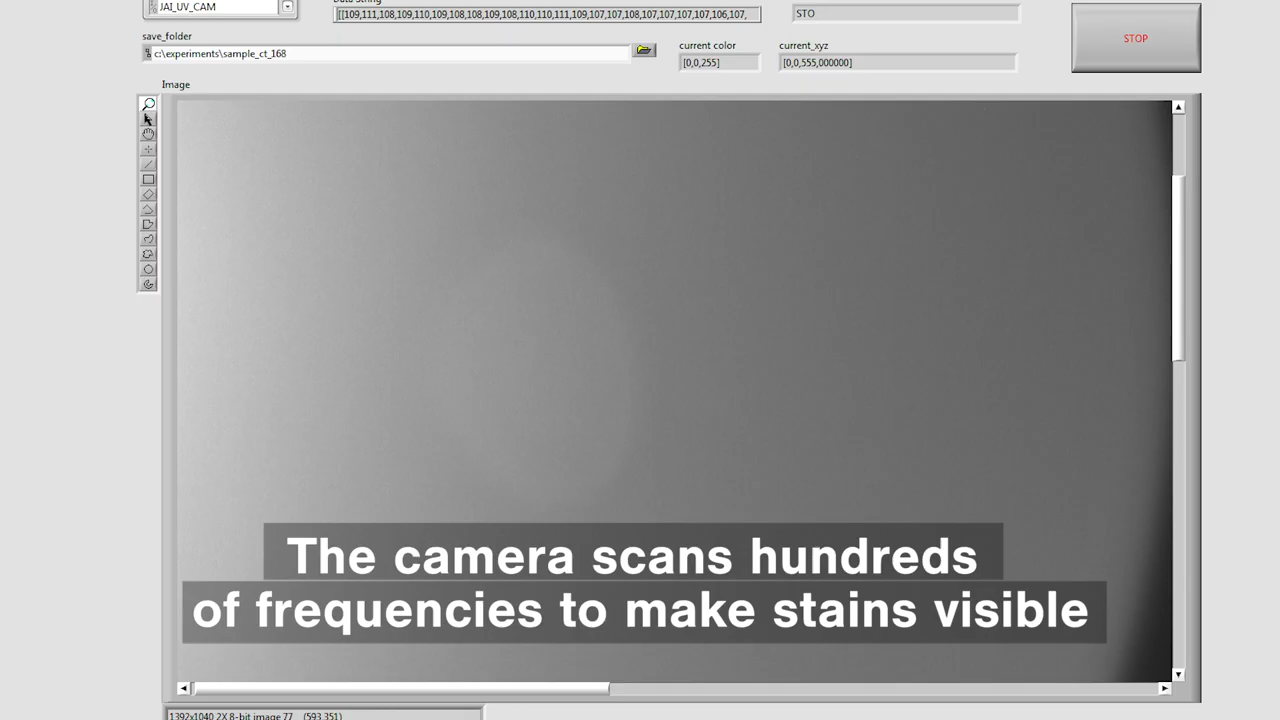 JAI_UV_CAM
Data String
[[109,111,108,109,110,109,108,108,109,108,110,110,111,109,107,107,108,107,107,107,107,106,107,
STO
STOP
save_folder
c:\experiments\sample_ct_168
current color
[0,0,255]
current_xyz
[0,0,555,000000]
Image
The camera scans hundreds
of frequencies to make stains visible
1392x1040 2X 8-bit image 77 (593,351)